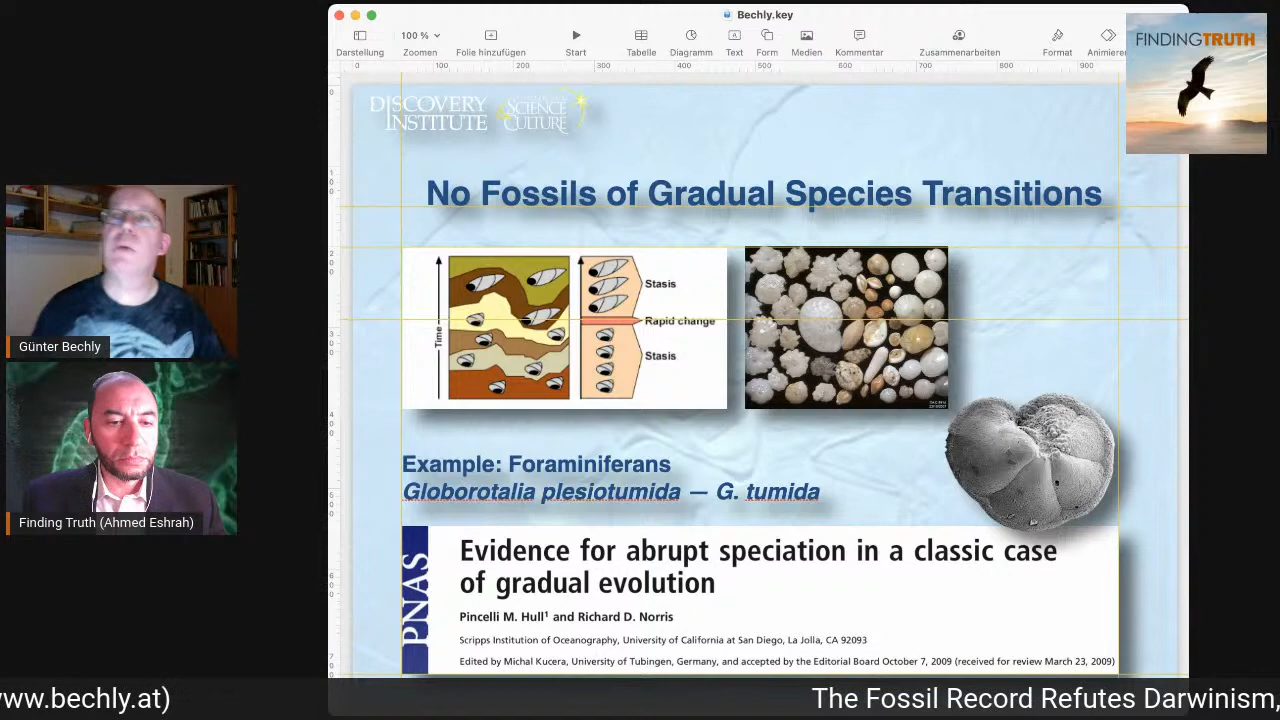 Bechly.key
100 %
Darstellung
Zoomen
Folie hinzufügen
Start
Tabelle
Diagramm
Text
Form
Medien
Kommentar
Zusammenarbeiten
Format
Animieren
0 100 200 300 400 500 600 700 800 900
FINDINGTRUTH
DISCOVERY
INSTITUTE
SCIENCE
CULTURE
No Fossils of Gradual Species Transitions
Time
Stasis
Rapid change
Stasis
Example: Foraminiferans
Globorotalia plesiotumida — G. tumida
PNAS
Evidence for abrupt speciation in a classic case
of gradual evolution
Pincelli M. Hull¹ and Richard D. Norris
Scripps Institution of Oceanography, University of California at San Diego, La Jolla, CA 92093
Edited by Michal Kucera, University of Tubingen, Germany, and accepted by the Editorial Board October 7, 2009 (received for review March 23, 2009)
Günter Bechly
Finding Truth (Ahmed Eshrah)
www.bechly.at)
The Fossil Record Refutes Darwinism,